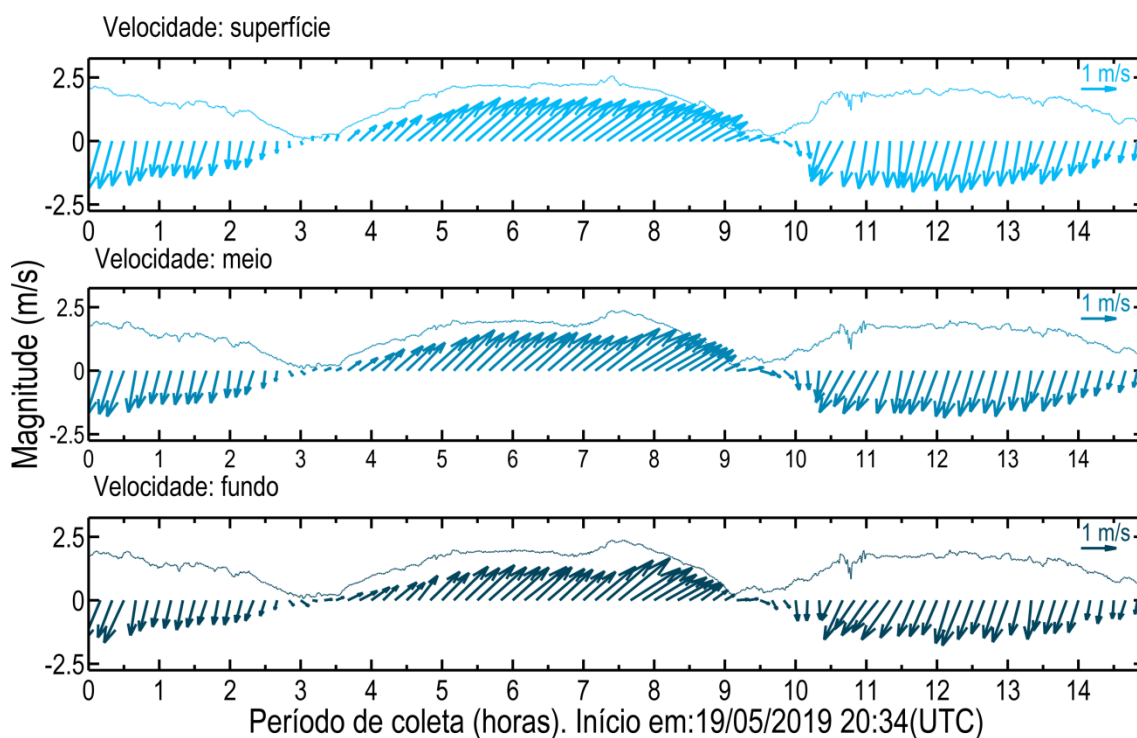 Velocidade: superfície
2.5
1 m/s
0
-2.5
0 1 2 3 4 5 6 7 8 9 10 11 12 13 14
Velocidade: meio
Magnitude (m/s)
2.5
1 m/s
0
-2.5
0 1 2 3 4 5 6 7 8 9 10 11 12 13 14
Velocidade: fundo
2.5
1 m/s
0
-2.5
0 1 2 3 4 5 6 7 8 9 10 11 12 13 14
Período de coleta (horas). Início em:19/05/2019 20:34(UTC)